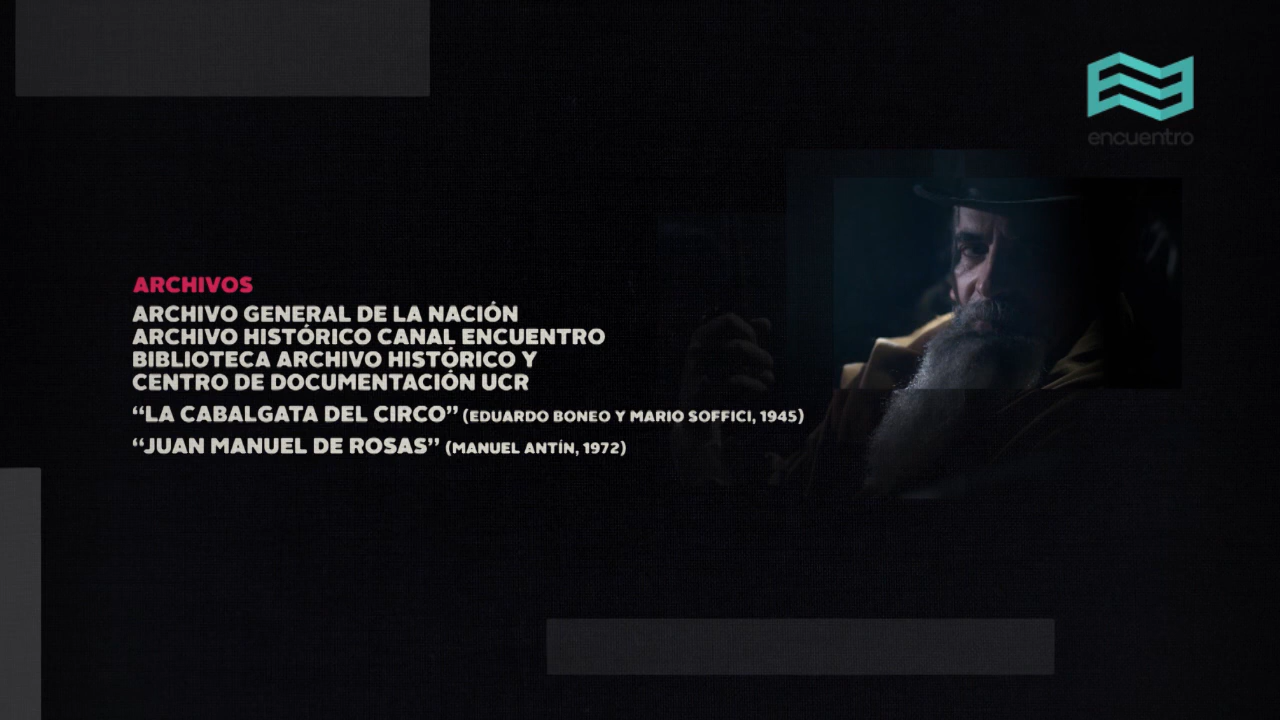 encuentro
ARCHIVOS
ARCHIVO GENERAL DE LA NACIÓN
ARCHIVO HISTÓRICO CANAL ENCUENTRO
BIBLIOTECA ARCHIVO HISTÓRICO Y
CENTRO DE DOCUMENTACIÓN UCR
“LA CABALGATA DEL CIRCO” (EDUARDO BONEO Y MARIO SOFFICI, 1945)
“JUAN MANUEL DE ROSAS” (MANUEL ANTÍN, 1972)